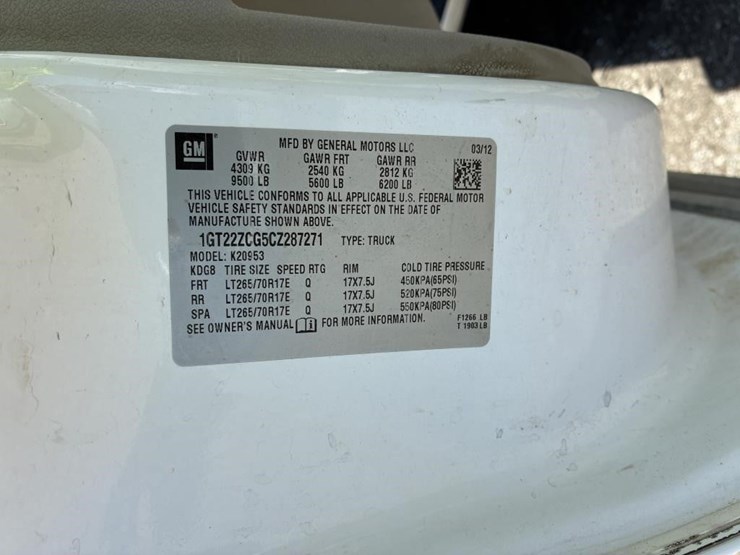 GM
MFD BY GENERAL MOTORS LLC 03/12
GVWR GAWR FRT GAWR RR
4309 KG 2540 KG 2812 KG
9500 LB 5600 LB 6200 LB
THIS VEHICLE CONFORMS TO ALL APPLICABLE U.S. FEDERAL MOTOR
VEHICLE SAFETY STANDARDS IN EFFECT ON THE DATE OF
MANUFACTURE SHOWN ABOVE.
1GT22ZCG5CZ287271 TYPE: TRUCK
MODEL: K20953
KDG8 TIRE SIZE SPEED RTG RIM COLD TIRE PRESSURE
FRT LT265/70R17E Q 17X7.5J 450KPA(65PSI)
RR LT265/70R17E Q 17X7.5J 520KPA(75PSI)
SPA LT265/70R17E Q 17X7.5J 550KPA(80PSI)
SEE OWNER'S MANUAL i FOR MORE INFORMATION.
F1266 LB
T 1903 LB